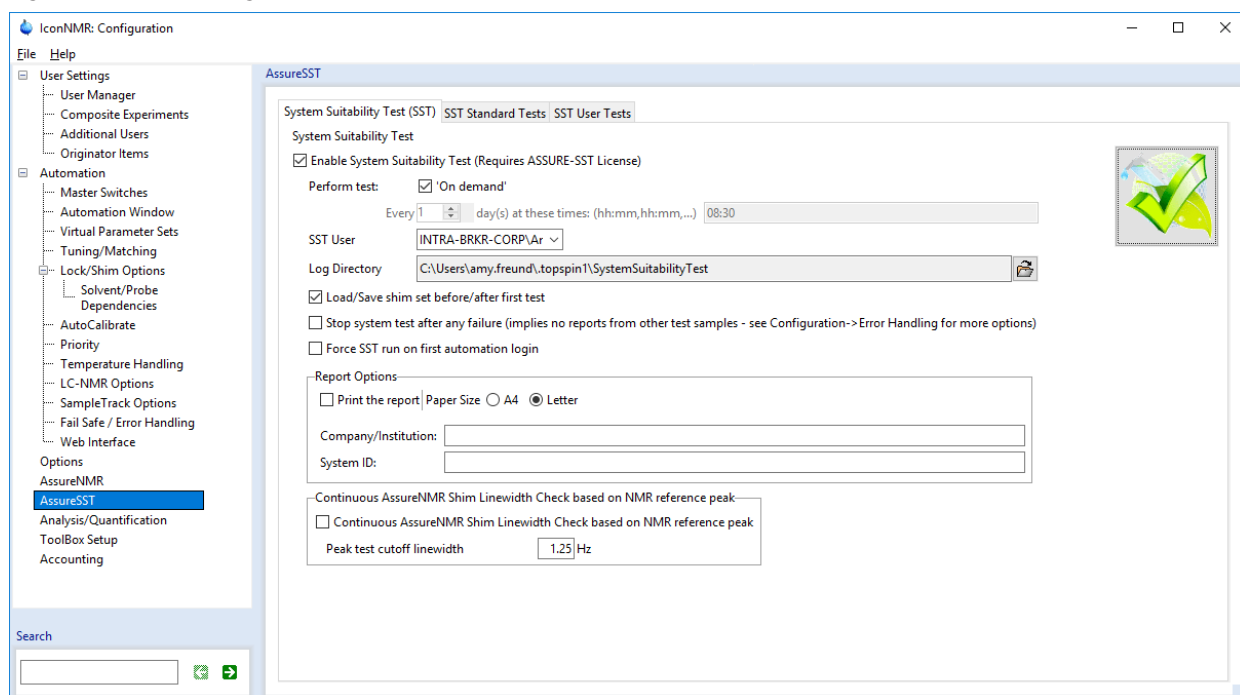 IconNMR: Configuration
File Help
User Settings
User Manager
Composite Experiments
Additional Users
Originator Items
Automation
Master Switches
Automation Window
Virtual Parameter Sets
Tuning/Matching
Lock/Shim Options
Solvent/Probe
Dependencies
AutoCalibrate
Priority
Temperature Handling
LC-NMR Options
SampleTrack Options
Fail Safe / Error Handling
Web Interface
Options
AssureNMR
AssureSST
Analysis/Quantification
ToolBox Setup
Accounting
Search
AssureSST
System Suitability Test (SST) SST Standard Tests SST User Tests
System Suitability Test
Enable System Suitability Test (Requires ASSURE-SST License)
Perform test: 'On demand'
Every 1 day(s) at these times: (hh:mm,hh:mm,...) 08:30
SST User INTRA-BRKR-CORP\Ar
Log Directory C:\Users\amy.freund\.topspin1\SystemSuitabilityTest
Load/Save shim set before/after first test
Stop system test after any failure (implies no reports from other test samples - see Configuration->Error Handling for more options)
Force SST run on first automation login
Report Options
Print the report Paper Size A4 Letter
Company/Institution:
System ID:
Continuous AssureNMR Shim Linewidth Check based on NMR reference peak
Continuous AssureNMR Shim Linewidth Check based on NMR reference peak
Peak test cutoff linewidth 1.25 Hz